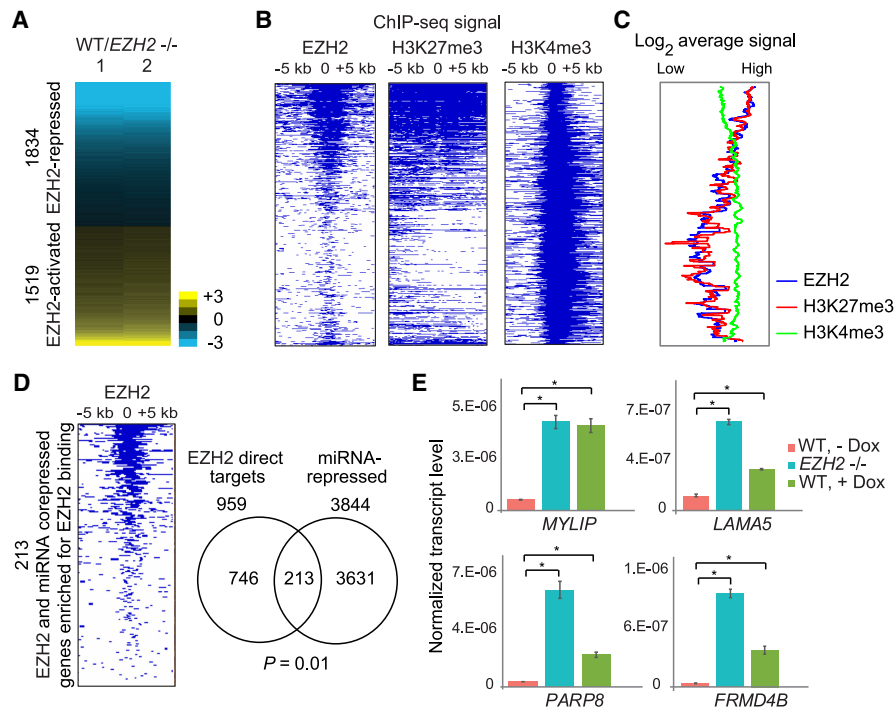 A
WT/EZH2 -/-
1 2
1834
EZH2-repressed
1519
EZH2-activated
+3
0
-3
B
ChIP-seq signal
EZH2 H3K27me3 H3K4me3
-5 kb 0 +5 kb -5 kb 0 +5 kb -5 kb 0 +5 kb
C
Log2 average signal
Low High
EZH2
H3K27me3
H3K4me3
D
EZH2
-5 kb 0 +5 kb
213
EZH2 and miRNA corepressed
genes enriched for EZH2 binding
EZH2 direct
targets
959
miRNA-
repressed
3844
746 213 3631
P = 0.01
E
Normalized transcript level
5.E-06
3.E-06
0
* *
MYLIP
7.E-07
4.E-07
0
* *
LAMA5
WT, - Dox
EZH2 -/-
WT, + Dox
7.E-06
4.E-06
0
* *
PARP8
1.E-06
6.E-07
0
* *
FRMD4B